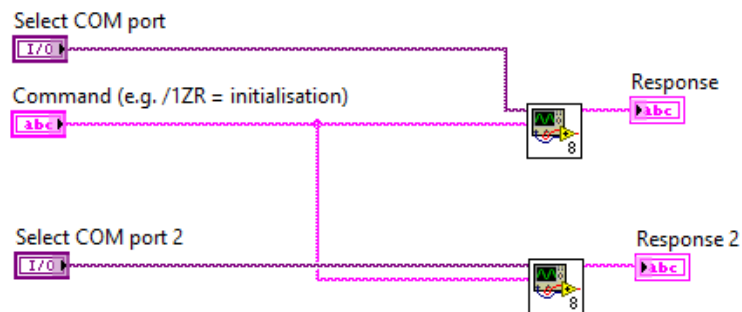 Select COM port
I/O
Response
abc
Command (e.g. /1ZR = initialisation)
abc
8
Select COM port 2
I/O
Response 2
abc
8